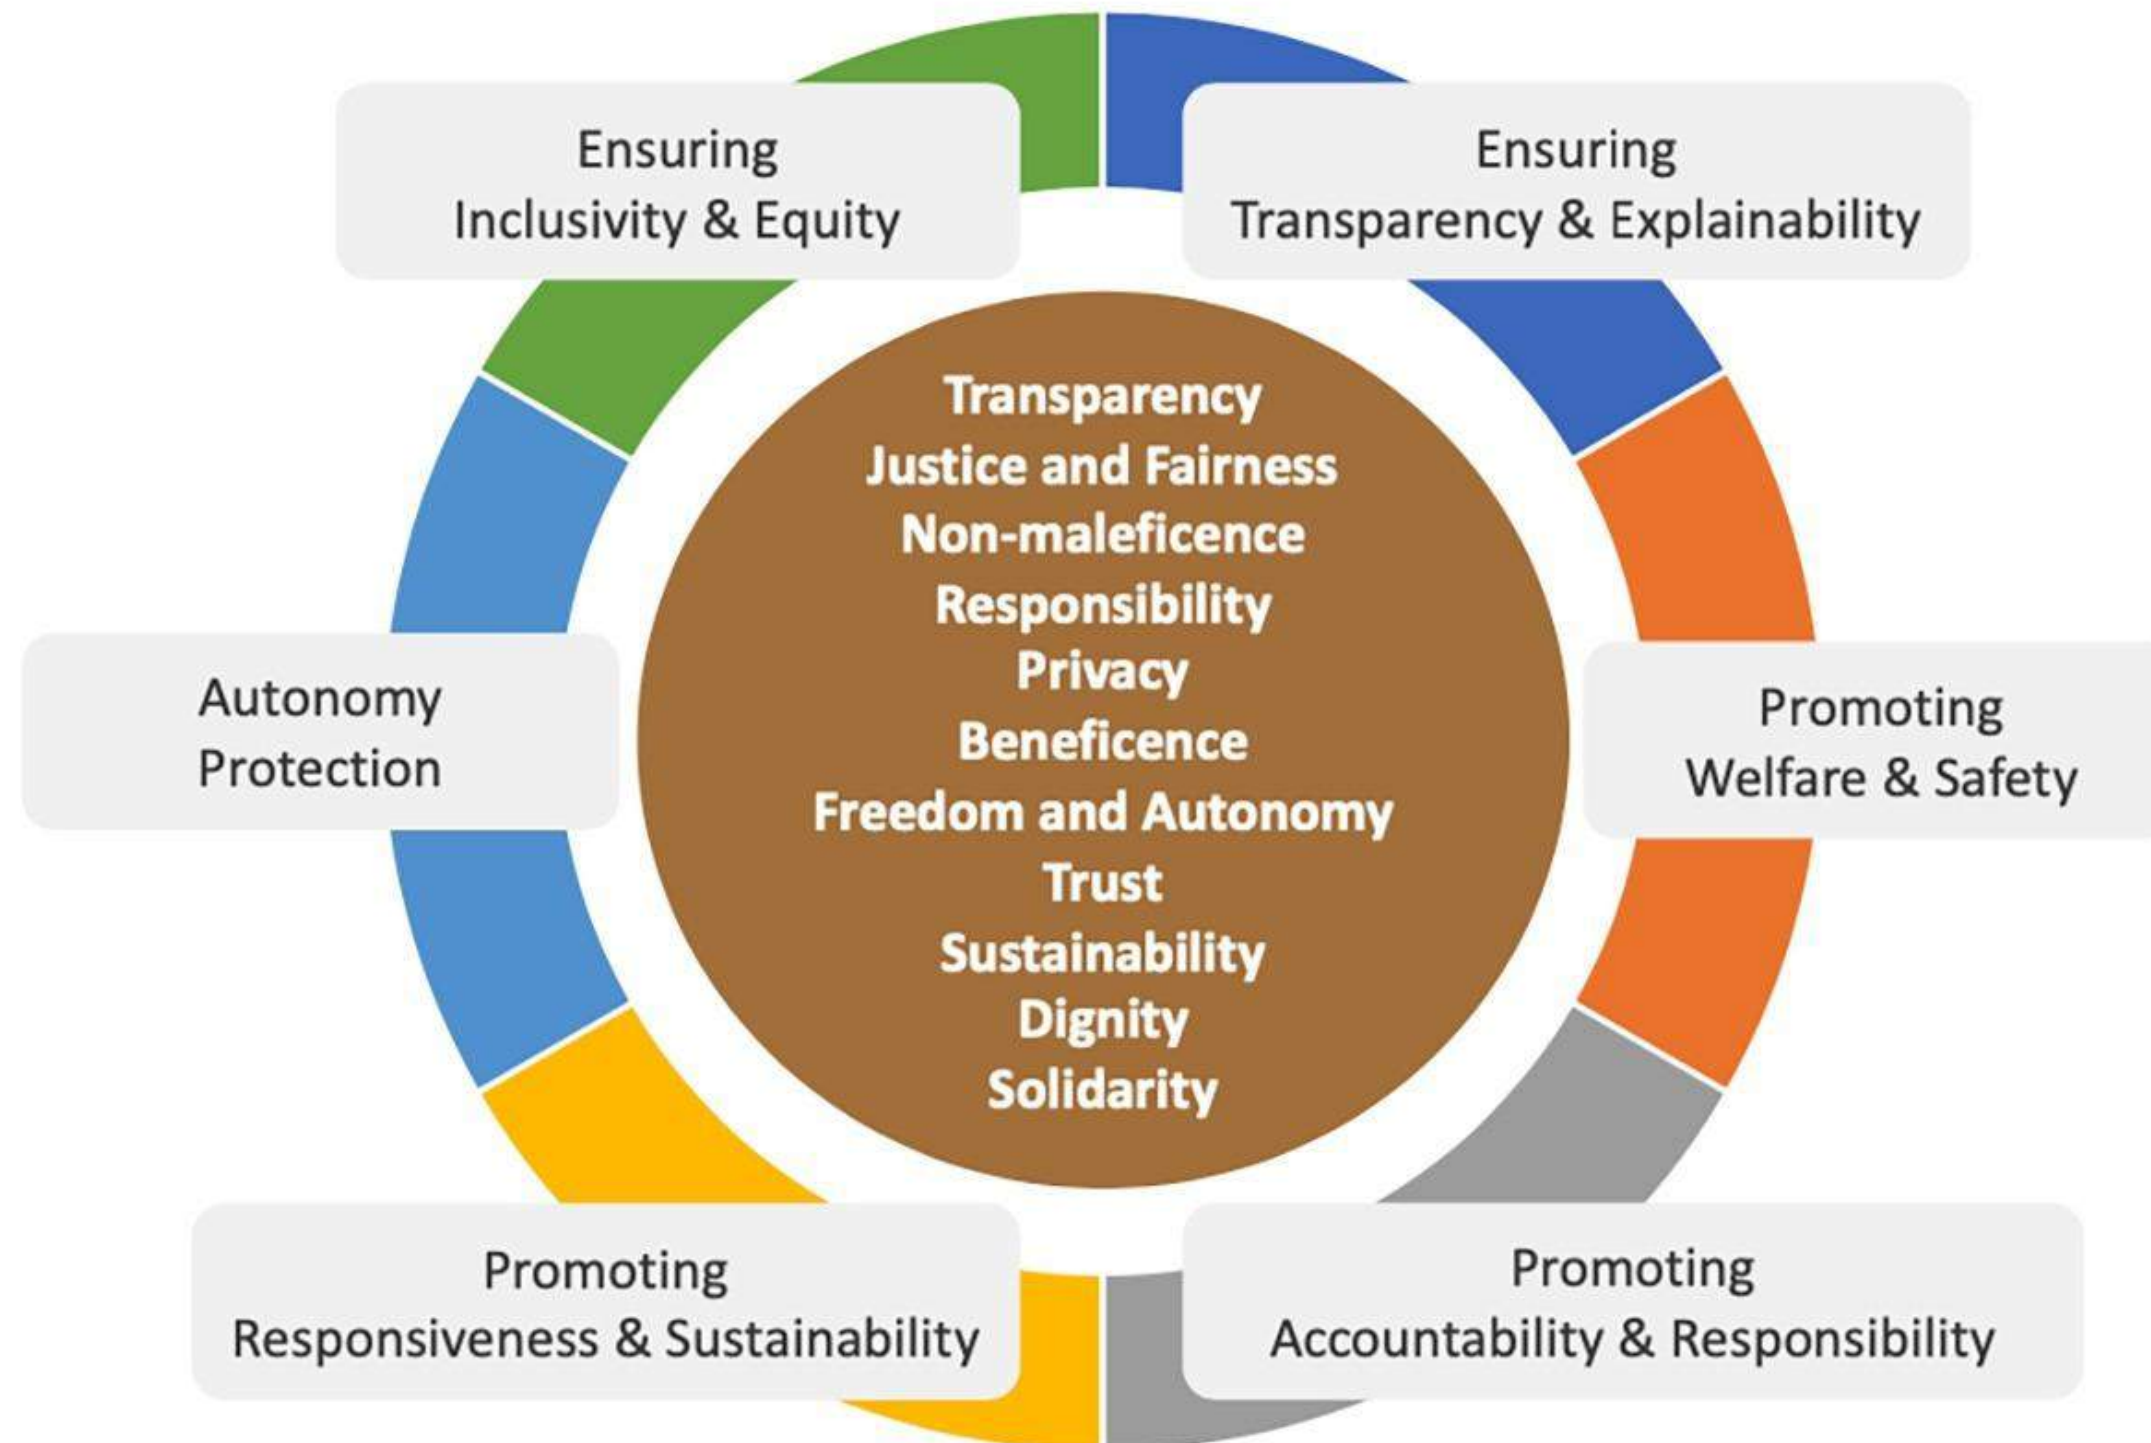 Ensuring
Inclusivity & Equity
Ensuring
Transparency & Explainability
Transparency
Justice and Fairness
Non-maleficence
Responsibility
Privacy
Beneficence
Freedom and Autonomy
Trust
Sustainability
Dignity
Solidarity
Autonomy
Protection
Promoting
Welfare & Safety
Promoting
Responsiveness & Sustainability
Promoting
Accountability & Responsibility